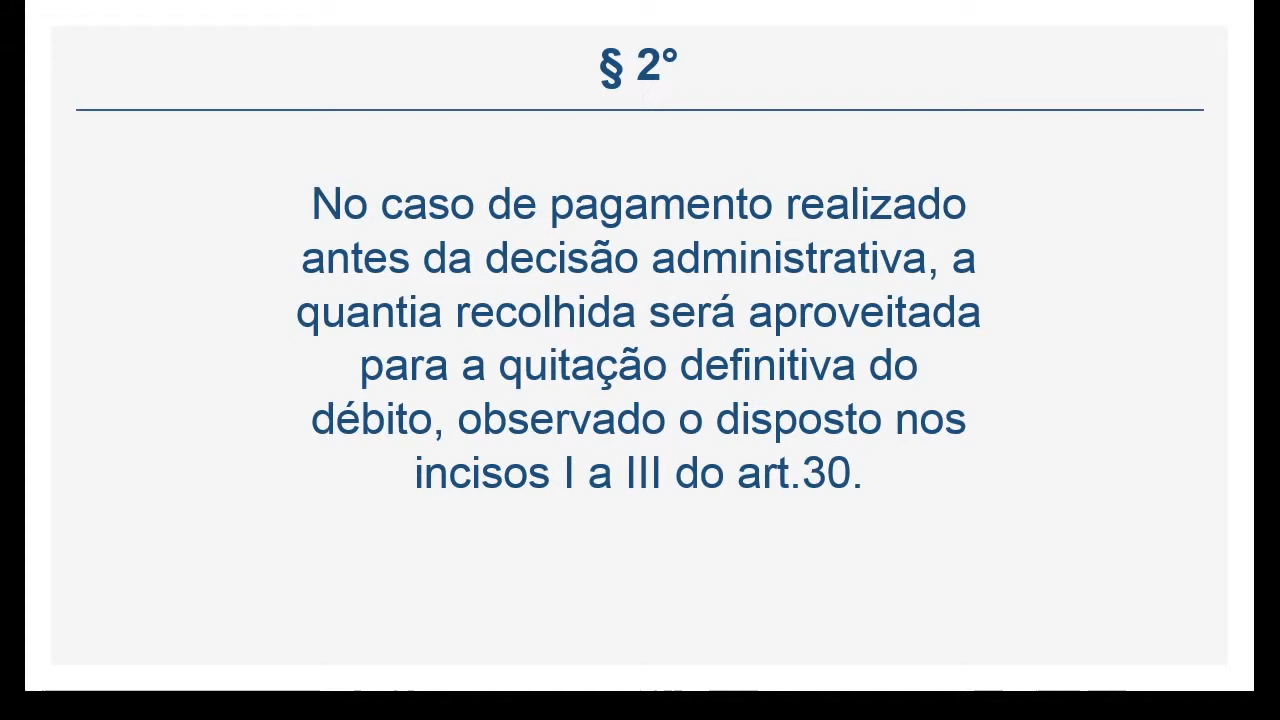 § 2°
No caso de pagamento realizado
antes da decisão administrativa, a
quantia recolhida será aproveitada
para a quitação definitiva do
débito, observado o disposto nos
incisos I a III do art.30.